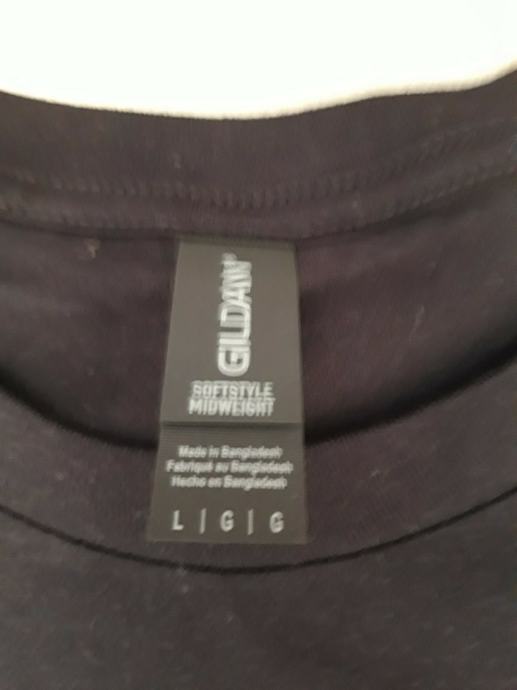 GILDAN®
SOFTSTYLE
MIDWEIGHT
Made in Bangladesh
Fabriqué au Bangladesh
Hecho en Bangladesh
L | G | G